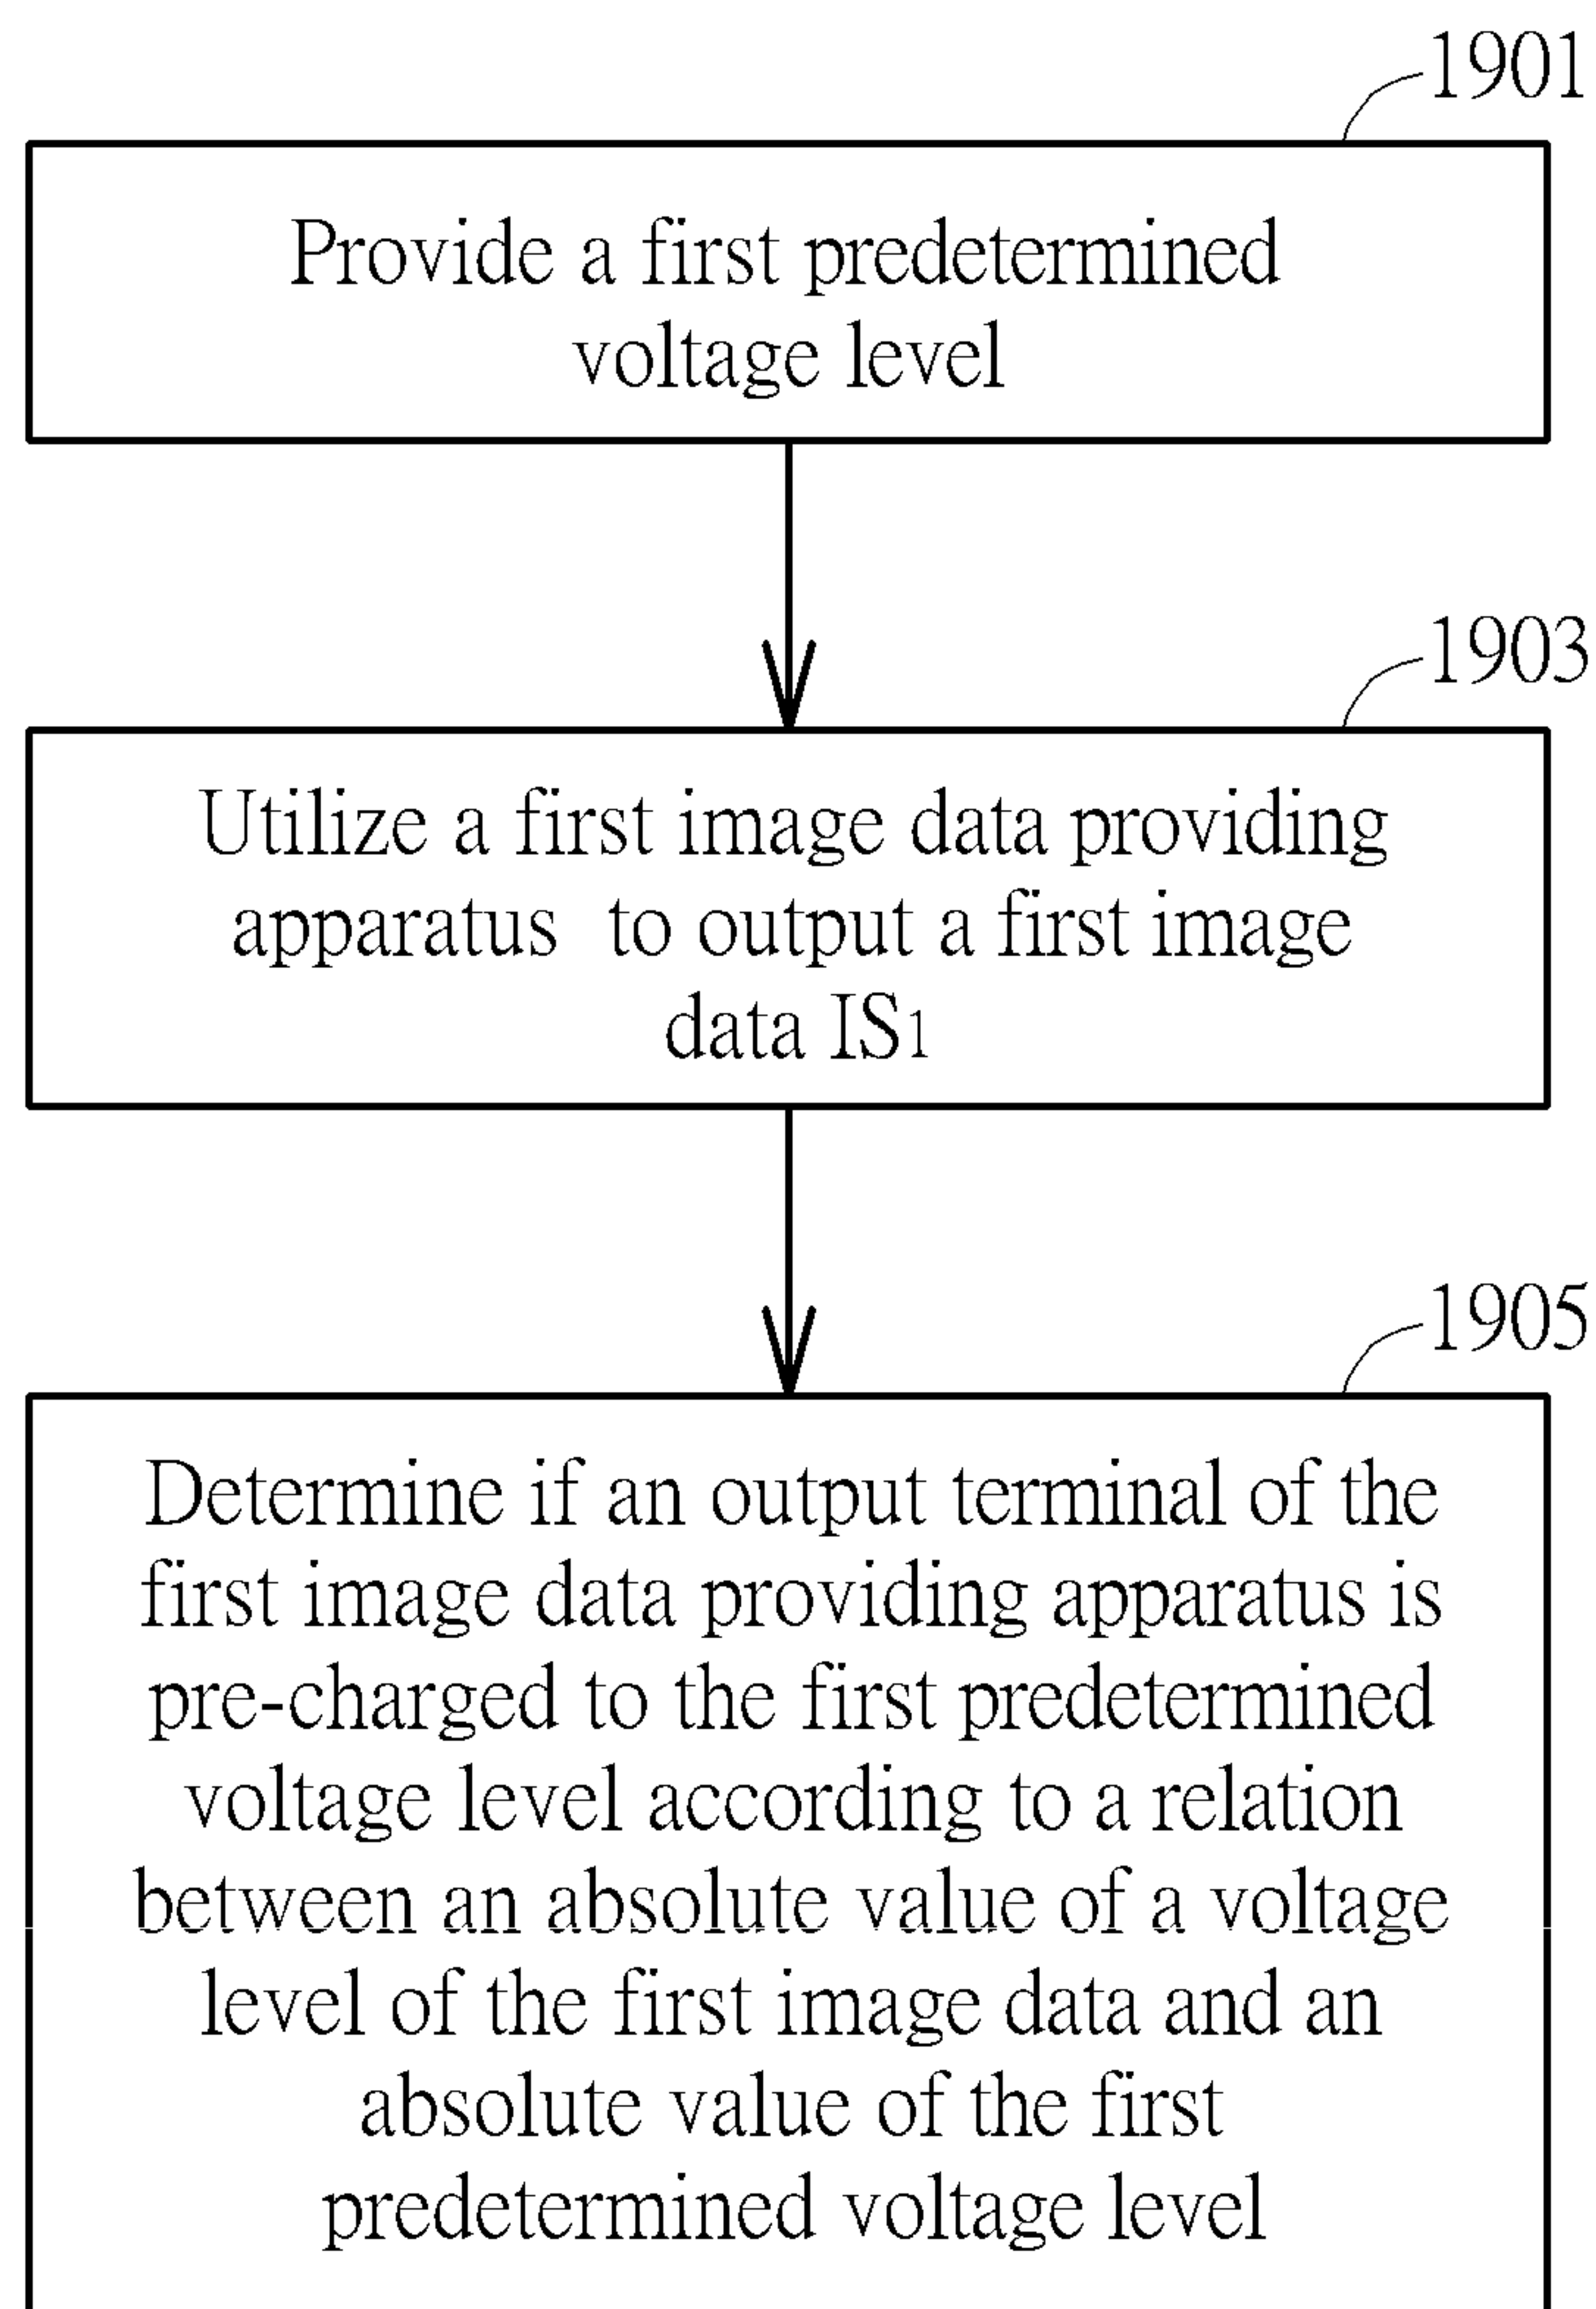 1901
Provide a first predetermined
voltage level
1903
Utilize a first image data providing
apparatus to output a first image
data IS1
1905
Determine if an output terminal of the
first image data providing apparatus is
pre-charged to the first predetermined
voltage level according to a relation
between an absolute value of a voltage
level of the first image data and an
absolute value of the first
predetermined voltage level